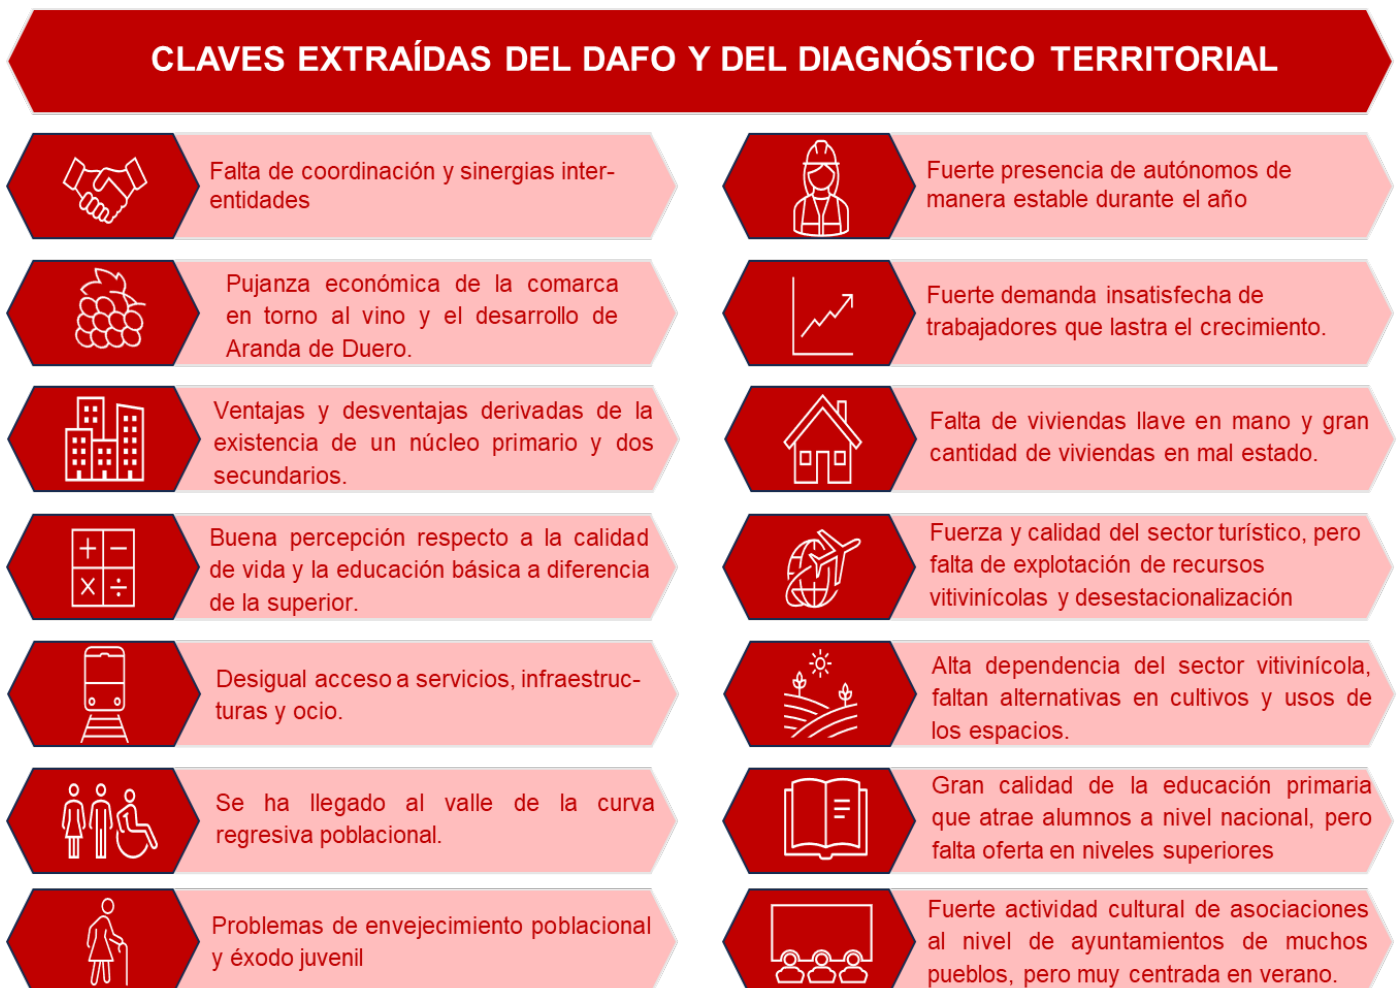 CLAVES EXTRAÍDAS DEL DAFO Y DEL DIAGNÓSTICO TERRITORIAL
Falta de coordinación y sinergias inter-
entidades
Pujanza económica de la comarca
en torno al vino y el desarrollo de
Aranda de Duero.
Ventajas y desventajas derivadas de la
existencia de un núcleo primario y dos
secundarios.
Buena percepción respecto a la calidad
de vida y la educación básica a diferencia
de la superior.
Desigual acceso a servicios, infraestruc-
turas y ocio.
Se ha llegado al valle de la curva
regresiva poblacional.
Problemas de envejecimiento poblacional
y éxodo juvenil
Fuerte presencia de autónomos de
manera estable durante el año
Fuerte demanda insatisfecha de
trabajadores que lastra el crecimiento.
Falta de viviendas llave en mano y gran
cantidad de viviendas en mal estado.
Fuerza y calidad del sector turístico, pero
falta de explotación de recursos
vitivinícolas y desestacionalización
Alta dependencia del sector vitivinícola,
faltan alternativas en cultivos y usos de
los espacios.
Gran calidad de la educación primaria
que atrae alumnos a nivel nacional, pero
falta oferta en niveles superiores
Fuerte actividad cultural de asociaciones
al nivel de ayuntamientos de muchos
pueblos, pero muy centrada en verano.